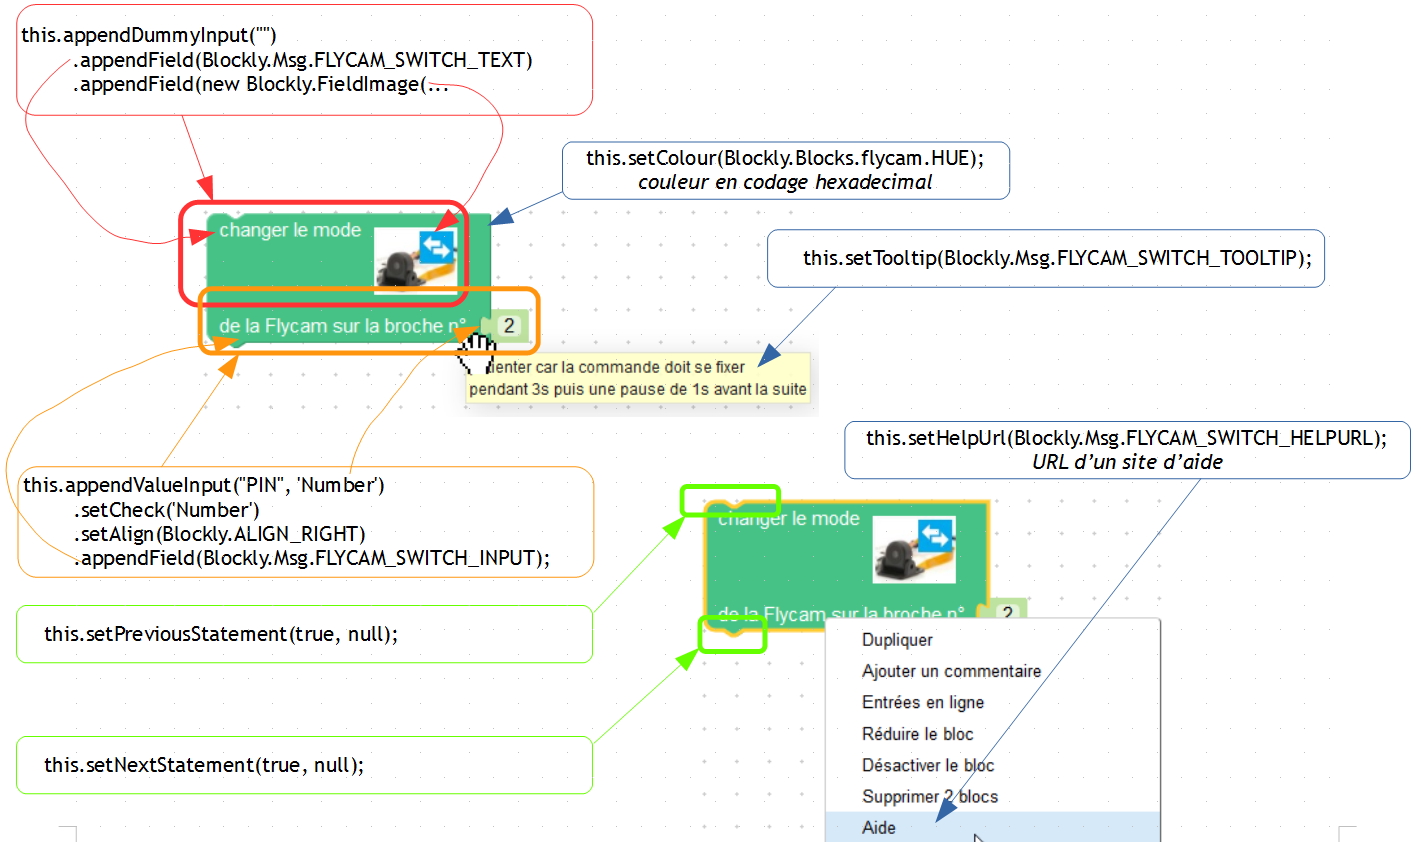 this.appendDummyInput("")
.appendField(Blockly.Msg.FLYCAM_SWITCH_TEXT)
.appendField(new Blockly.FieldImage(...
this.setColour(Blockly.Blocks.flycam.HUE);
couleur en codage hexadecimal
changer le mode
this.setTooltip(Blockly.Msg.FLYCAM_SWITCH_TOOLTIP);
de la Flycam sur la broche n°
2
car la commande doit se fixer
pendant 3s puis une pause de 1s avant la suite
this.setHelpUrl(Blockly.Msg.FLYCAM_SWITCH_HELPURL);
URL d'un site d'aide
this.appendValueInput("PIN", 'Number')
.setCheck('Number')
.setAlign(Blockly.ALIGN_RIGHT)
.appendField(Blockly.Msg.FLYCAM_SWITCH_INPUT);
changer le mode
de la Flycam sur la broche n°
2
this.setPreviousStatement(true, null);
Dupliquer
Ajouter un commentaire
Entrées en ligne
Réduire le bloc
Désactiver le bloc
Supprimer 2 blocs
Aide
this.setNextStatement(true, null);